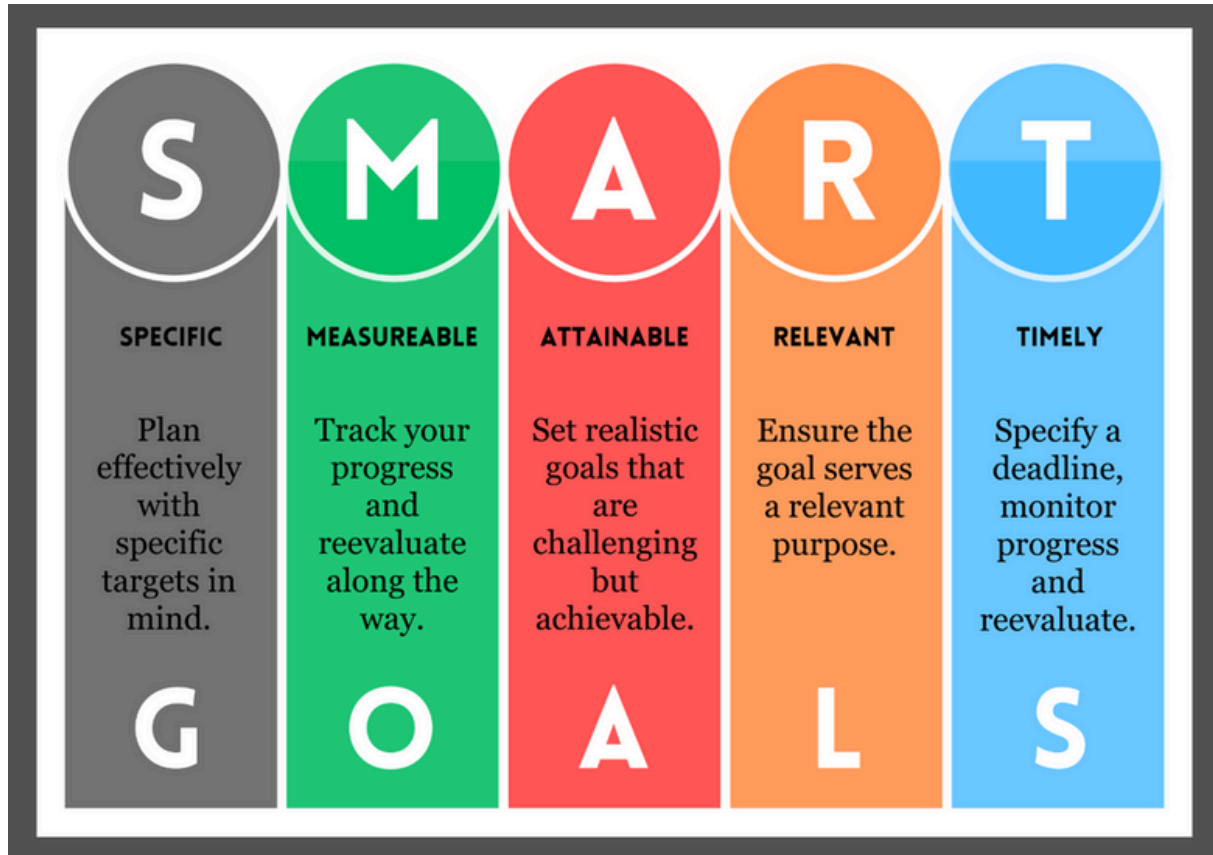 S M A R T
SPECIFIC
Plan
effectively
with
specific
targets in
mind.
MEASUREABLE
Track your
progress
and
reevaluate
along the
way.
ATTAINABLE
Set realistic
goals that
are
challenging
but
achievable.
RELEVANT
Ensure the
goal serves
a relevant
purpose.
TIMELY
Specify a
deadline,
monitor
progress
and
reevaluate.
G O A L S